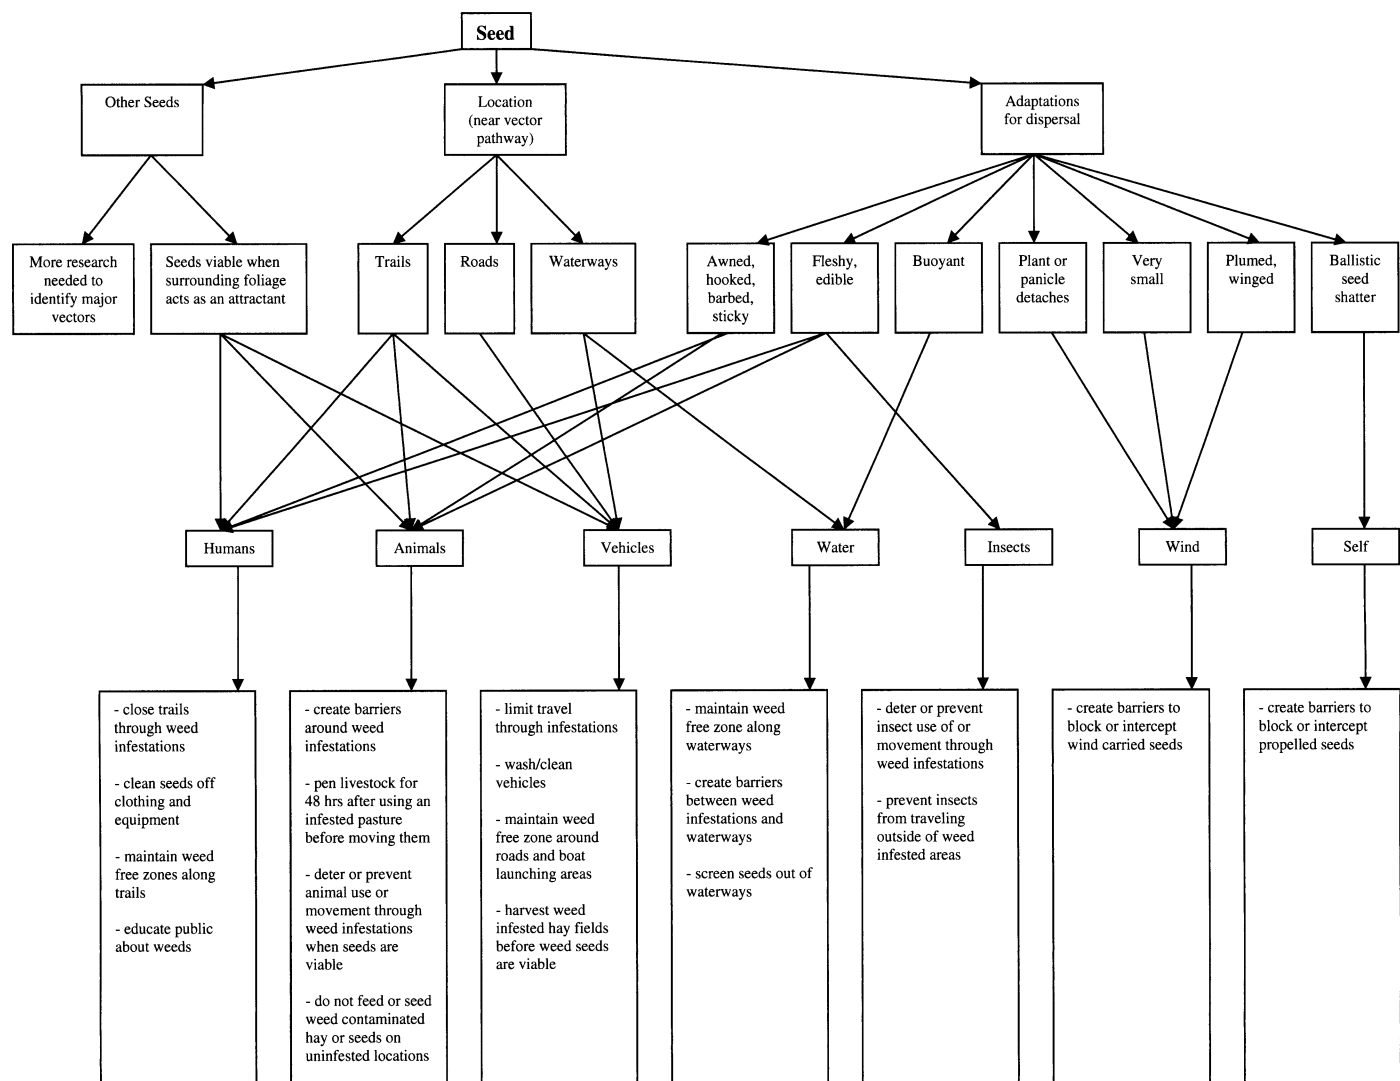 Seed
Other Seeds
Location
(near vector
pathway)
Adaptations
for dispersal
More research
needed to
identify major
vectors
Seeds viable when
surrounding foliage
acts as an attractant
Trails
Roads
Waterways
Awned,
hooked,
barbed,
sticky
Fleshy,
edible
Buoyant
Plant or
panicle
detaches
Very
small
Plumed,
winged
Ballistic
seed
shatter
Humans
Animals
Vehicles
Water
Insects
Wind
Self
- close trails
through weed
infestations
- clean seeds off
clothing and
equipment
- maintain weed
free zones along
trails
- educate public
about weeds
- create barriers
around weed
infestations
- pen livestock for
48 hrs after using an
infested pasture
before moving them
- deter or prevent
animal use or
movement through
weed infestations
when seeds are
viable
- do not feed or seed
weed contaminated
hay or seeds on
uninfested locations
- limit travel
through infestations
- wash/clean
vehicles
- maintain weed
free zone around
roads and boat
launching areas
- harvest weed
infested hay fields
before weed seeds
are viable
- maintain weed
free zone along
waterways
- create barriers
between weed
infestations and
waterways
- screen seeds out of
waterways
- deter or prevent
insect use of or
movement through
weed infestations
- prevent insects
from traveling
outside of weed
infested areas
- create barriers to
block or intercept
wind carried seeds
- create barriers to
block or intercept
propelled seeds